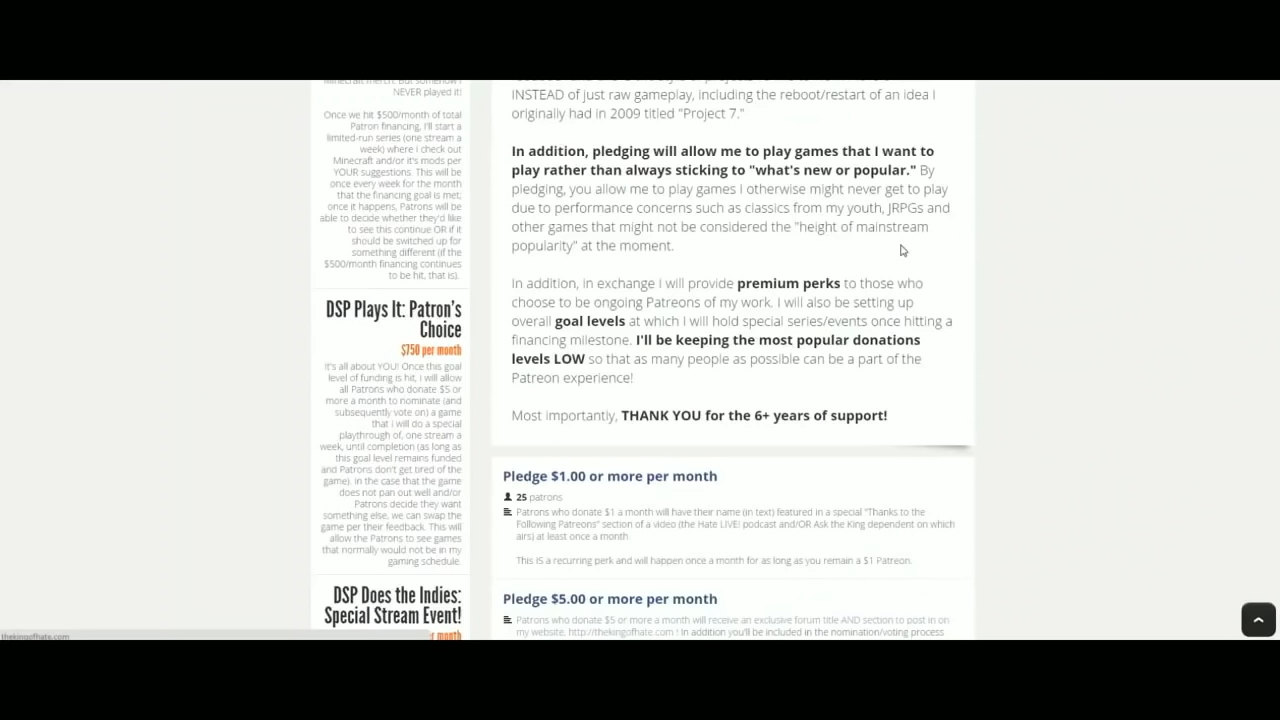 NEVER played it!
Once we hit $500/month of total
Patron financing, I'll start a
limited-run series (one stream a
week) where i check out
Minecraft and/or it's mods per
YOUR suggestions. This will be
once every week for the month
that the financing goal is met;
once it happens, Patrons will be
able to decide whether they'd like
to see this continue OR if it
should be switched up for
something different (if the
$500/month financing continues
to be hit, that is).
DSP Plays It: Patron's
Choice
$750 per month
It's all about YOU! Once this goal
level of funding is hit, I will allow
all Patrons who donate $5 or
more a month to nominate (and
subsequently vote on) a game
that I will do a special
playthrough of, one stream a
week, until completion (as long as
this goal level remains funded
and Patrons don't get tired of the
game). In the case that the game
does not pan out well and/or
Patrons decide they want
something else, we can swap the
game per their feedback. This will
allow the Patrons to see games
that normally would not be in my
gaming schedule.
DSP Does the Indies:
Special Stream Event!
month
INSTEAD of just raw gameplay, including the reboot/restart of an idea I
originally had in 2009 titled "Project 7."
In addition, pledging will allow me to play games that I want to
play rather than always sticking to "what's new or popular." By
pledging, you allow me to play games I otherwise might never get to play
due to performance concerns such as classics from my youth, JRPGs and
other games that might not be considered the "height of mainstream
popularity" at the moment.
In addition, in exchange I will provide premium perks to those who
choose to be ongoing Patreons of my work. I will also be setting up
overall goal levels at which I will hold special series/events once hitting a
financing milestone. I'll be keeping the most popular donations
levels LOW so that as many people as possible can be a part of the
Patreon experience!
Most importantly, THANK YOU for the 6+ years of support!
Pledge $1.00 or more per month
25 patrons
Patrons who donate $1 a month will have their name (in text) featured in a special "Thanks to the
Following Patreons" section of a video (the Hate LIVE! podcast and/OR Ask the King dependent on which
airs) at least once a month.
This IS a recurring perk and will happen once a month for as long as you remain a $1 Patreon.
Pledge $5.00 or more per month
Patrons who donate $5 or more a month will receive an exclusive forum title AND section to post in on
my website, http://thekingofhate.com ! In addition you'll be included in the nomination/voting process
thekingofhate.com